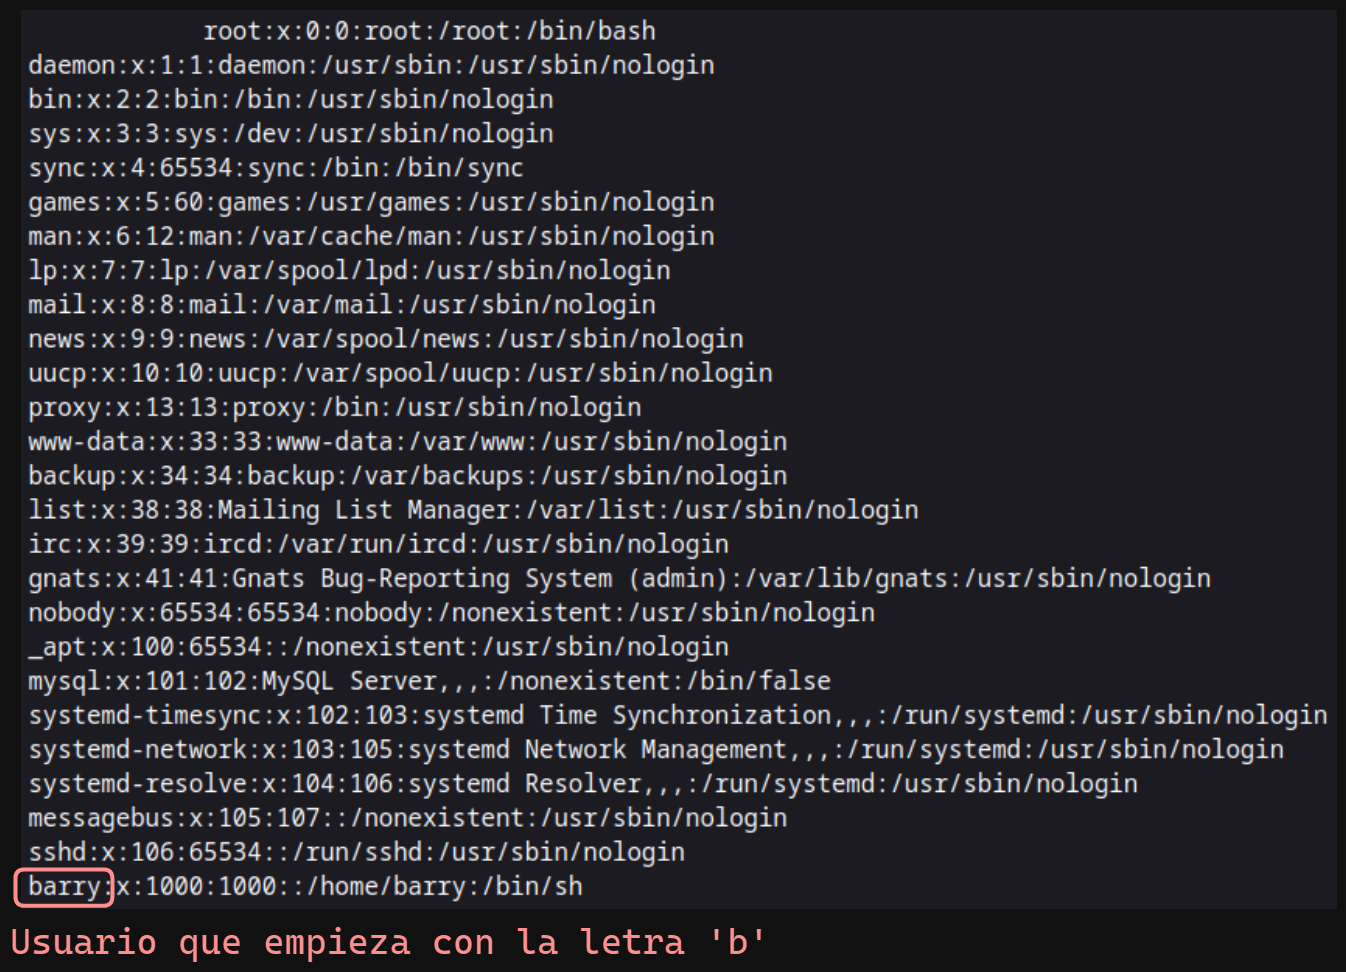 root:x:0:0:root:/root:/bin/bash
daemon:x:1:1:daemon:/usr/sbin:/usr/sbin/nologin
bin:x:2:2:bin:/bin:/usr/sbin/nologin
sys:x:3:3:sys:/dev:/usr/sbin/nologin
sync:x:4:65534:sync:/bin:/bin/sync
games:x:5:60:games:/usr/games:/usr/sbin/nologin
man:x:6:12:man:/var/cache/man:/usr/sbin/nologin
lp:x:7:7:lp:/var/spool/lpd:/usr/sbin/nologin
mail:x:8:8:mail:/var/mail:/usr/sbin/nologin
news:x:9:9:news:/var/spool/news:/usr/sbin/nologin
uucp:x:10:10:uucp:/var/spool/uucp:/usr/sbin/nologin
proxy:x:13:13:proxy:/bin:/usr/sbin/nologin
www-data:x:33:33:www-data:/var/www:/usr/sbin/nologin
backup:x:34:34:backup:/var/backups:/usr/sbin/nologin
list:x:38:38:Mailing List Manager:/var/list:/usr/sbin/nologin
irc:x:39:39:ircd:/var/run/ircd:/usr/sbin/nologin
gnats:x:41:41:Gnats Bug-Reporting System (admin):/var/lib/gnats:/usr/sbin/nologin
nobody:x:65534:65534:nobody:/nonexistent:/usr/sbin/nologin
_apt:x:100:65534::/nonexistent:/usr/sbin/nologin
mysql:x:101:102:MySQL Server,,,:/nonexistent:/bin/false
systemd-timesync:x:102:103:systemd Time Synchronization,,,:/run/systemd:/usr/sbin/nologin
systemd-network:x:103:105:systemd Network Management,,,:/run/systemd:/usr/sbin/nologin
systemd-resolve:x:104:106:systemd Resolver,,,:/run/systemd:/usr/sbin/nologin
messagebus:x:105:107::/nonexistent:/usr/sbin/nologin
sshd:x:106:65534::/run/sshd:/usr/sbin/nologin
barry:x:1000:1000::/home/barry:/bin/sh
Usuario que empieza con la letra 'b'